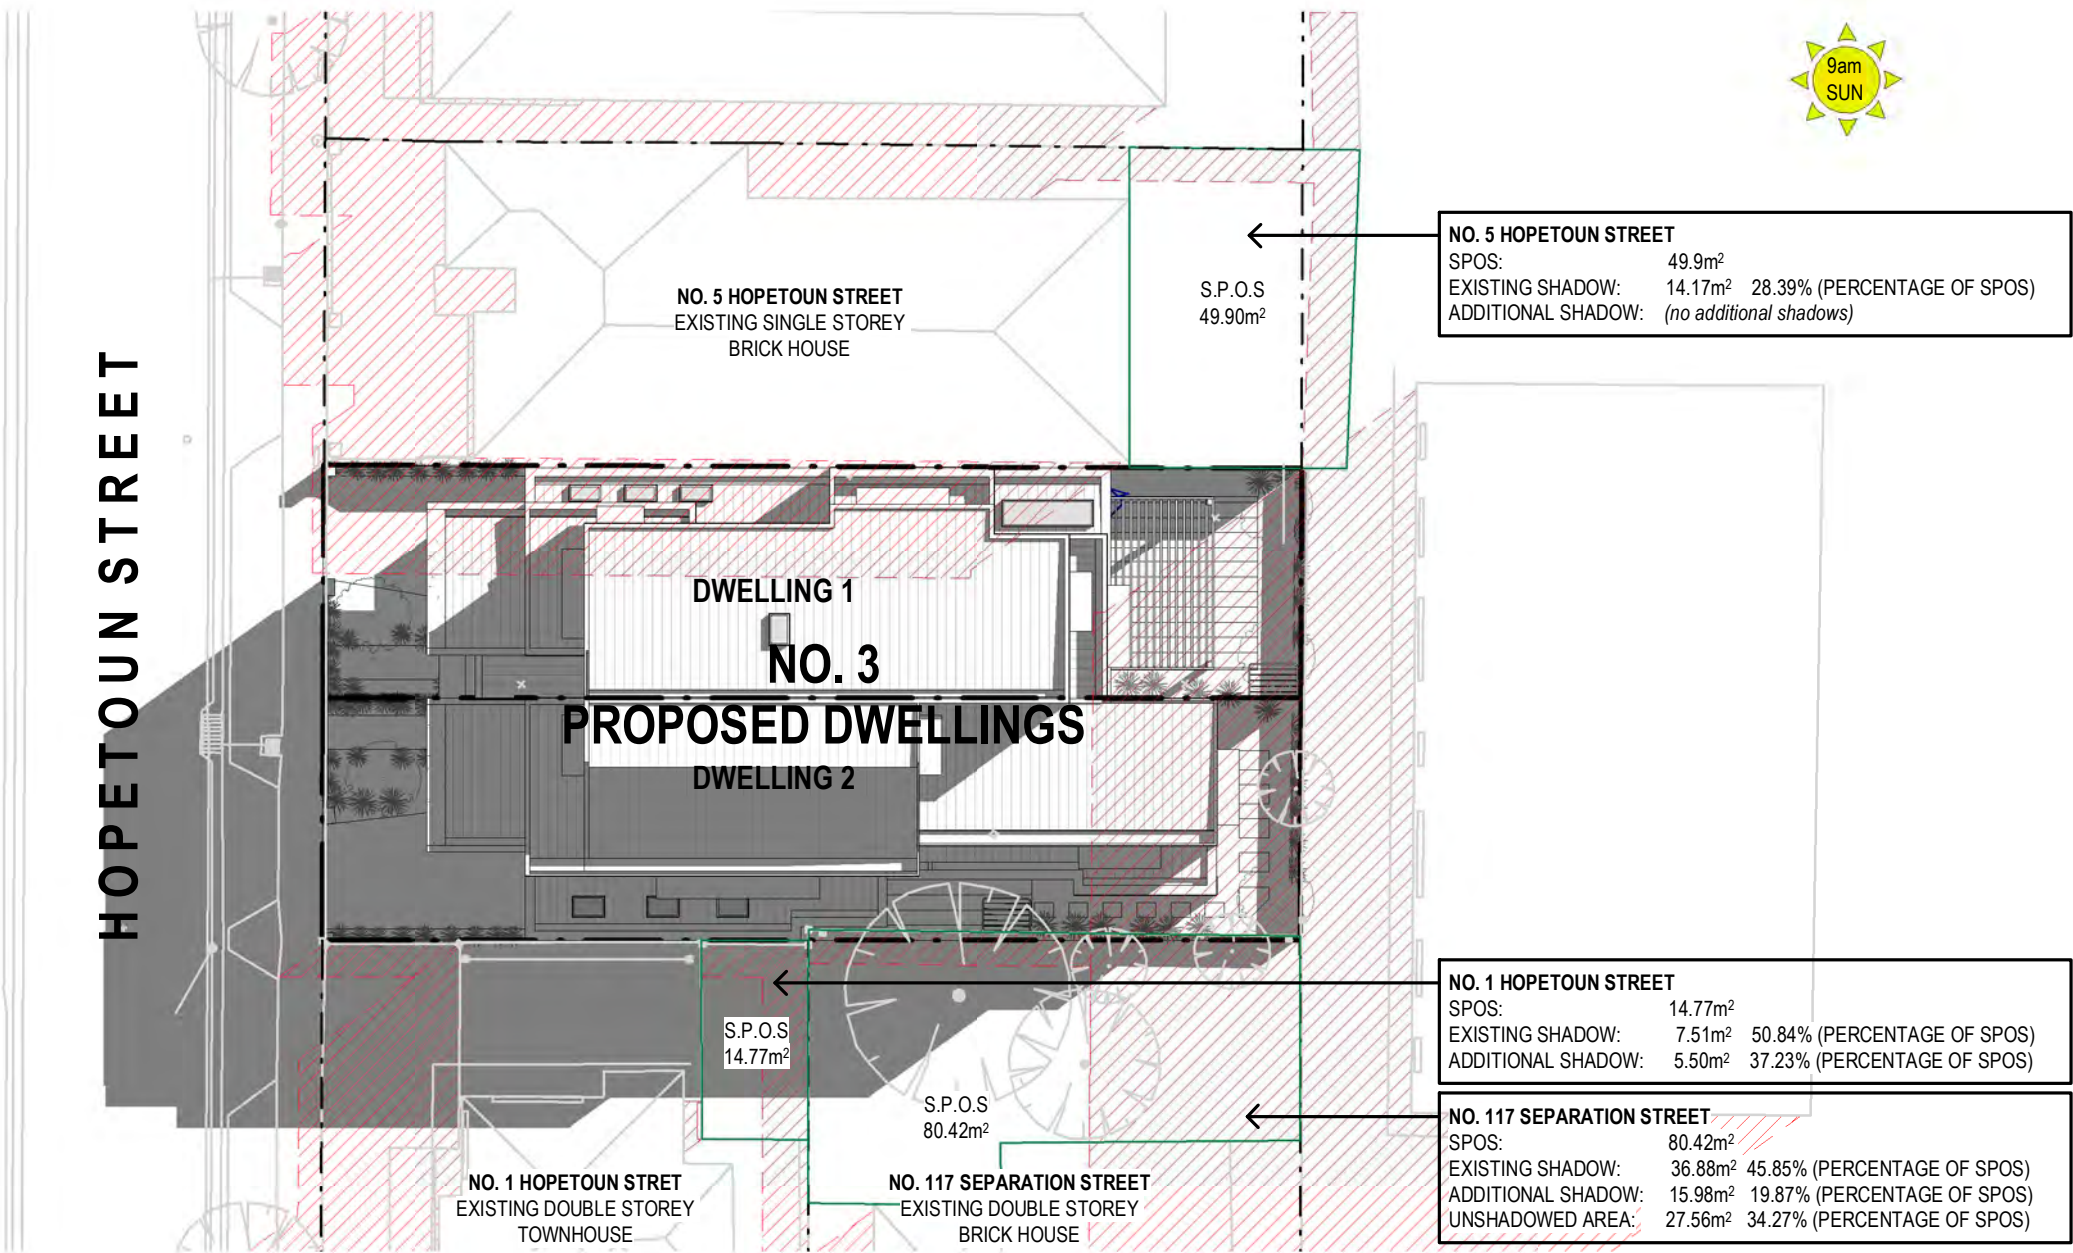 9am
SUN
NO. 5 HOPETOUN STREET
SPOS: 49.9m²
EXISTING SHADOW: 14.17m² 28.39% (PERCENTAGE OF SPOS)
ADDITIONAL SHADOW: (no additional shadows)
NO. 5 HOPETOUN STREET
EXISTING SINGLE STOREY
BRICK HOUSE
S.P.O.S
49.90m²
HOPETOUN STREET
DWELLING 1
NO. 3
PROPOSED DWELLINGS
DWELLING 2
NO. 1 HOPETOUN STREET
SPOS: 14.77m²
EXISTING SHADOW: 7.51m² 50.84% (PERCENTAGE OF SPOS)
ADDITIONAL SHADOW: 5.50m² 37.23% (PERCENTAGE OF SPOS)
S.P.O.S
14.77m²
S.P.O.S
80.42m²
NO. 117 SEPARATION STREET
SPOS: 80.42m²
EXISTING SHADOW: 36.88m² 45.85% (PERCENTAGE OF SPOS)
ADDITIONAL SHADOW: 15.98m² 19.87% (PERCENTAGE OF SPOS)
UNSHADOWED AREA: 27.56m² 34.27% (PERCENTAGE OF SPOS)
NO. 1 HOPETOUN STRET
EXISTING DOUBLE STOREY
TOWNHOUSE
NO. 117 SEPARATION STREET
EXISTING DOUBLE STOREY
BRICK HOUSE